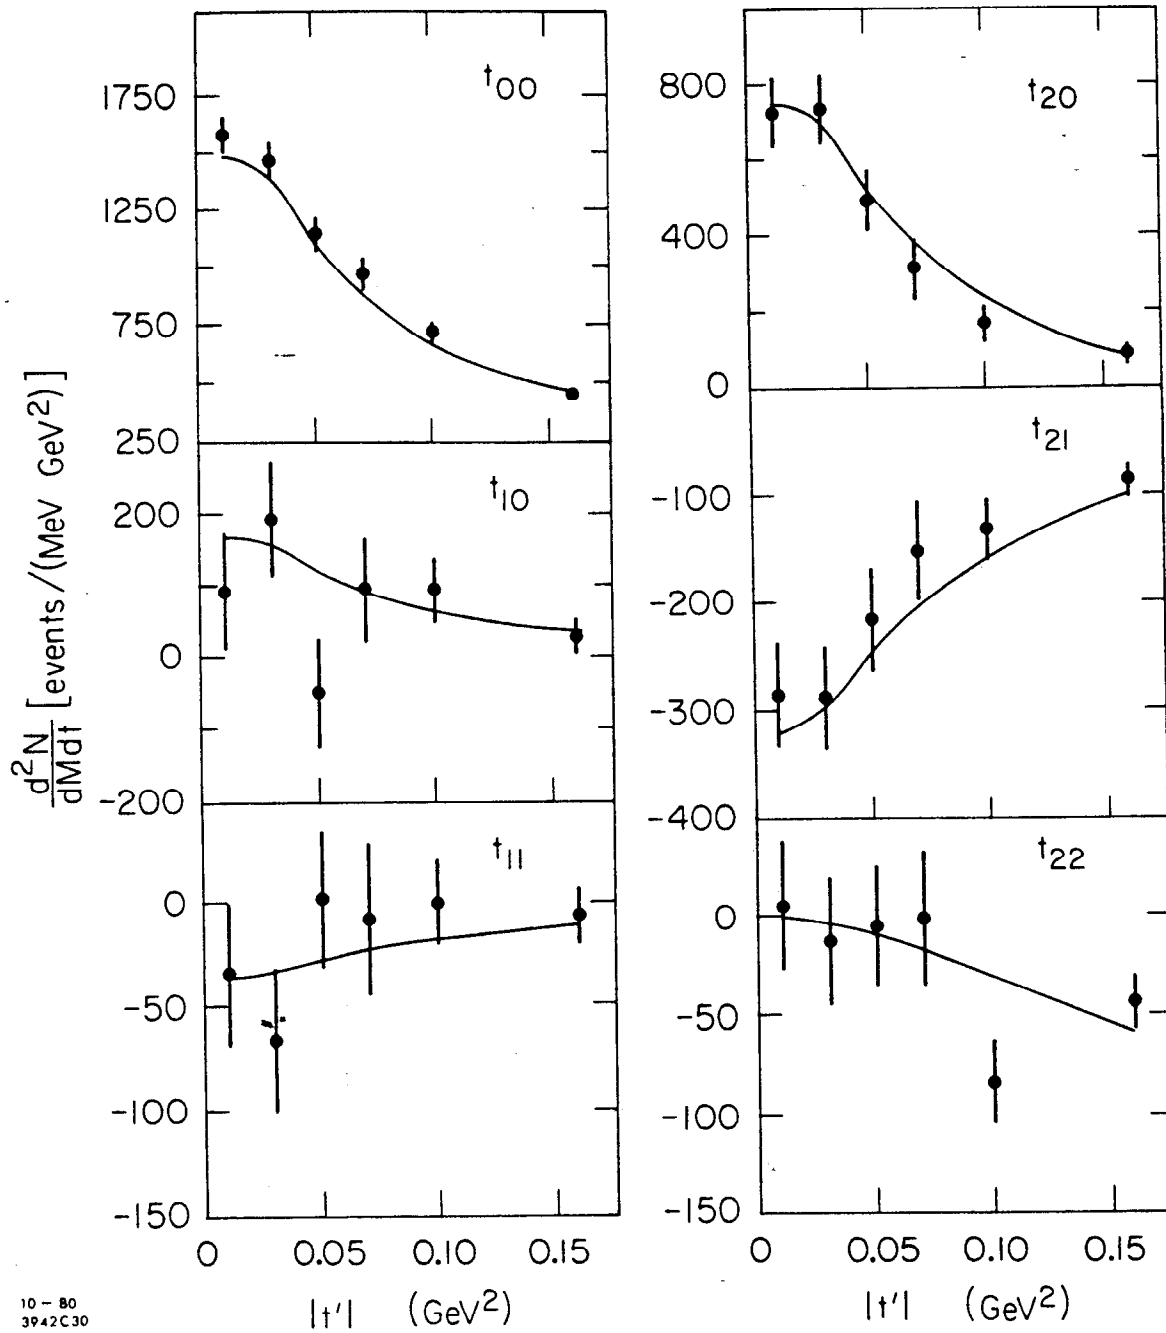 d²N/dMdt [events/(MeV GeV²)]
t₀₀
1750
1250
750
250
t₁₀
200
0
-200
t₁₁
0
-50
-100
-150
0 0.05 0.10 0.15
|t'| (GeV²)
t₂₀
800
400
0
t₂₁
-100
-200
-300
-400
t₂₂
0
-50
-100
-150
0 0.05 0.10 0.15
|t'| (GeV²)
10 - 80
3942C30